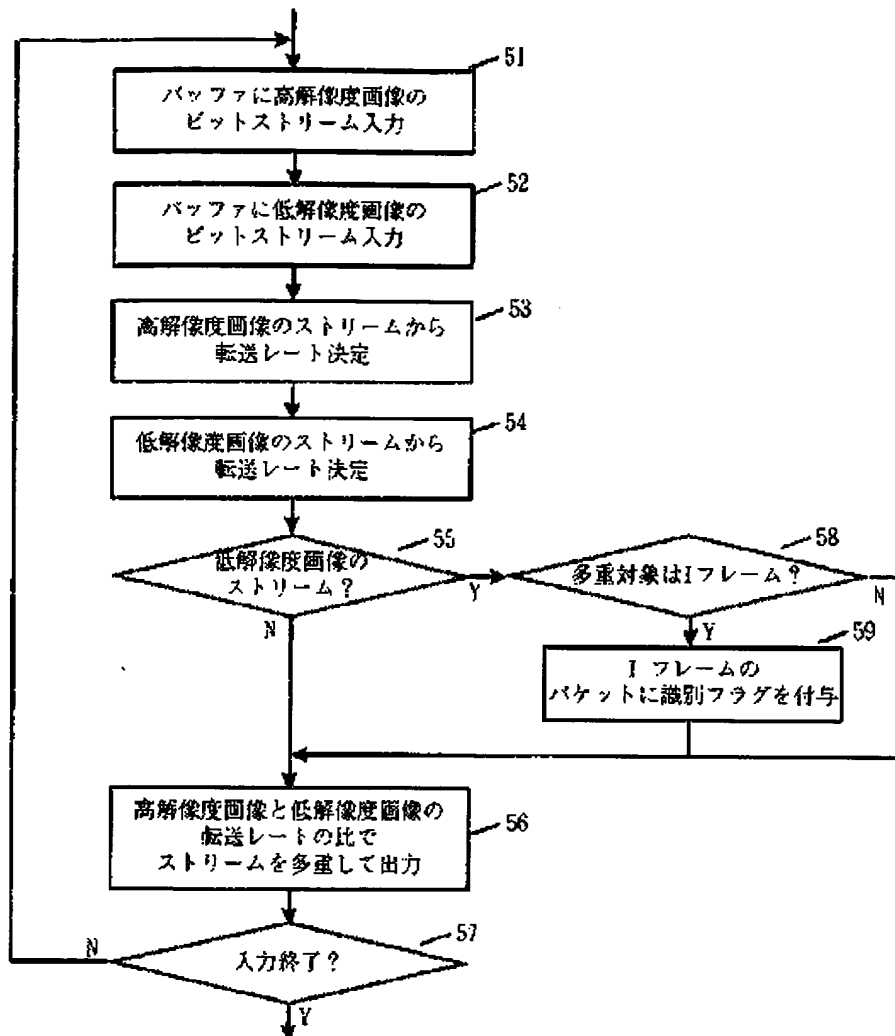 51
バッファに高解像度画像の
ビットストリーム入力
52
バッファに低解像度画像の
ビットストリーム入力
53
高解像度画像のストリームから
転送レート決定
54
低解像度画像のストリームから
転送レート決定
55
低解像度画像の
ストリーム?
Y
N
58
多重対象はIフレーム?
N
Y
59
I フレームの
パケットに識別フラグを付与
56
高解像度画像と低解像度画像の
転送レートの比で
ストリームを多重して出力
57
入力終了?
N
Y